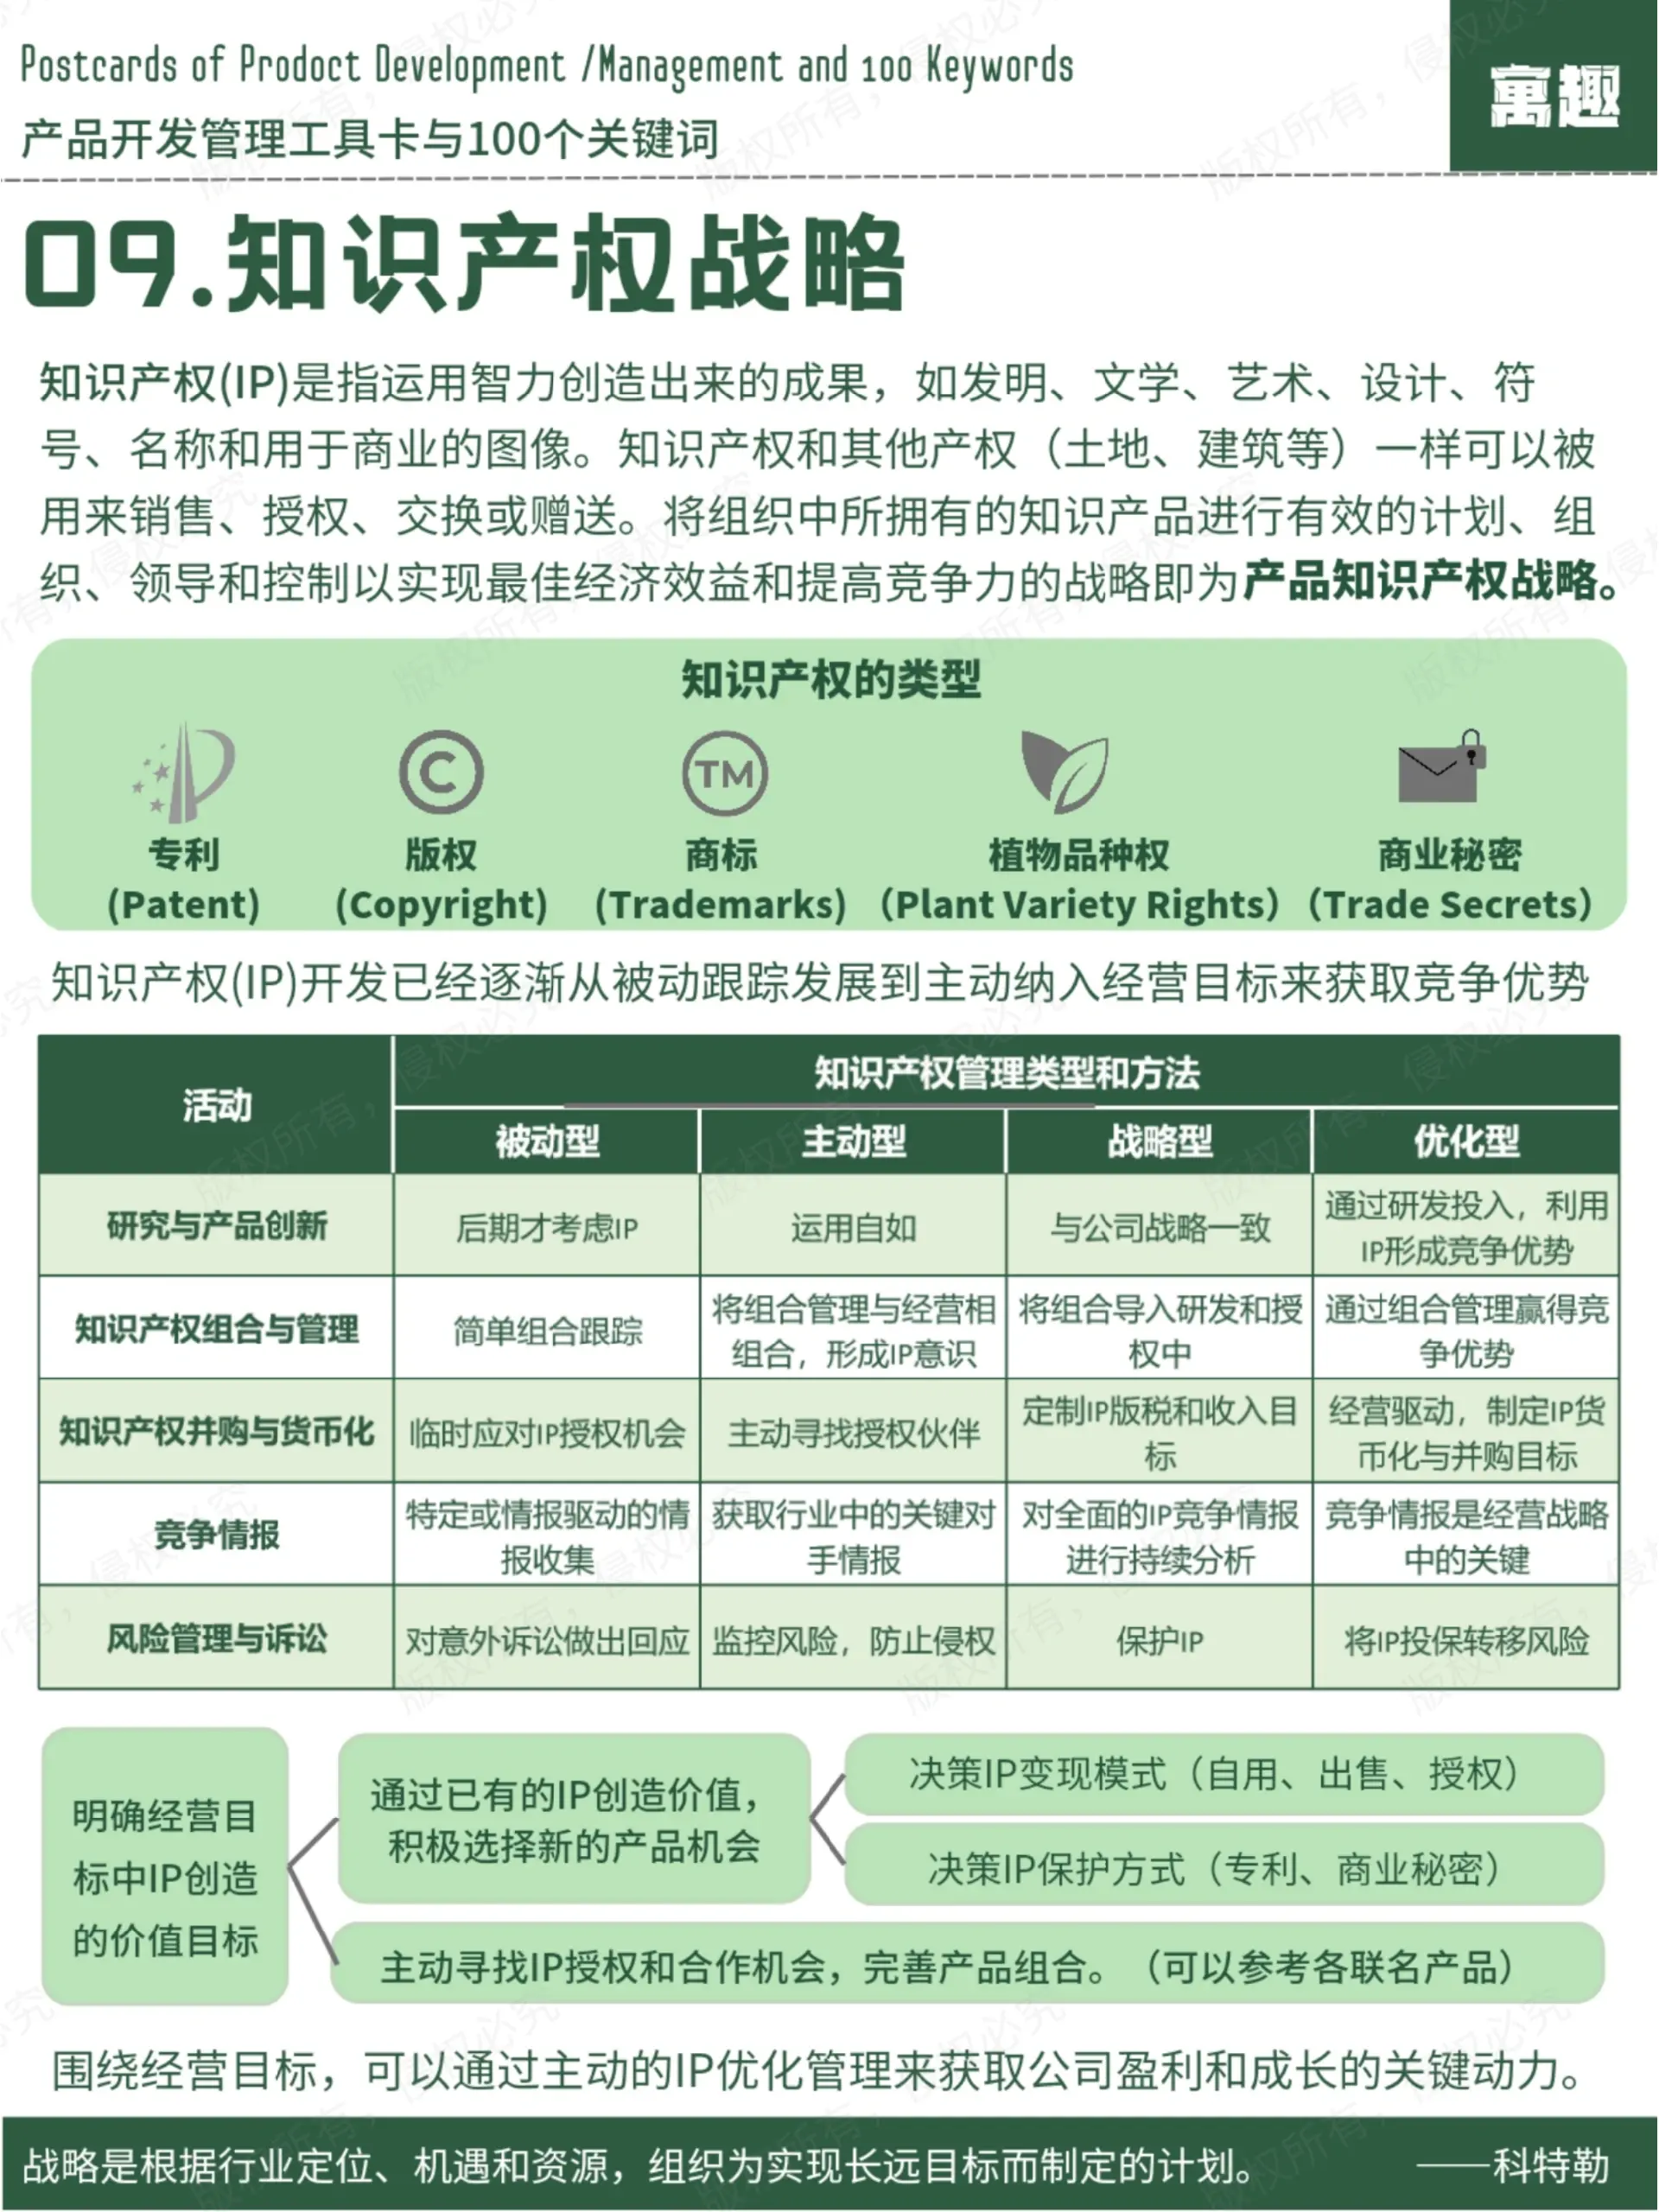 Postcards of Prodoct Development /Management and 100 Keywords
产品开发管理工具卡与100个关键词
寓趣
09.知识产权战略
知识产权(IP)是指运用智力创造出来的成果，如发明、文学、艺术、设计、符
号、名称和用于商业的图像。知识产权和其他产权（土地、建筑等）一样可以被
用来销售、授权、交换或赠送。将组织中所拥有的知识产品进行有效的计划、组
织、领导和控制以实现最佳经济效益和提高竞争力的战略即为产品知识产权战略。
知识产权的类型
专利 版权 商标 植物品种权 商业秘密
(Patent) (Copyright) (Trademarks) （Plant Variety Rights）（Trade Secrets）
知识产权(IP)开发已经逐渐从被动跟踪发展到主动纳入经营目标来获取竞争优势
活动 知识产权管理类型和方法
被动型 主动型 战略型 优化型
研究与产品创新 后期才考虑IP 运用自如 与公司战略一致 通过研发投入，利用
IP形成竞争优势
知识产权组合与管理 简单组合跟踪 将组合管理与经营相 将组合导入研发和授 通过组合管理赢得竞
组合，形成IP意识 权中 争优势
知识产权并购与货币化 临时应对IP授权机会 主动寻找授权伙伴 定制IP版税和收入目 经营驱动，制定IP货
标 币化与并购目标
竞争情报 特定或情报驱动的情 获取行业中的关键对 对全面的IP竞争情报 竞争情报是经营战略
报收集 手情报 进行持续分析 中的关键
风险管理与诉讼 对意外诉讼做出回应 监控风险，防止侵权 保护IP 将IP投保转移风险
明确经营目
标中IP创造
的价值目标
通过已有的IP创造价值，
积极选择新的产品机会
决策IP变现模式（自用、出售、授权）
决策IP保护方式（专利、商业秘密）
主动寻找IP授权和合作机会，完善产品组合。（可以参考各联名产品）
围绕经营目标，可以通过主动的IP优化管理来获取公司盈利和成长的关键动力。
战略是根据行业定位、机遇和资源，组织为实现长远目标而制定的计划。 ——科特勒
版权所有，侵权必究